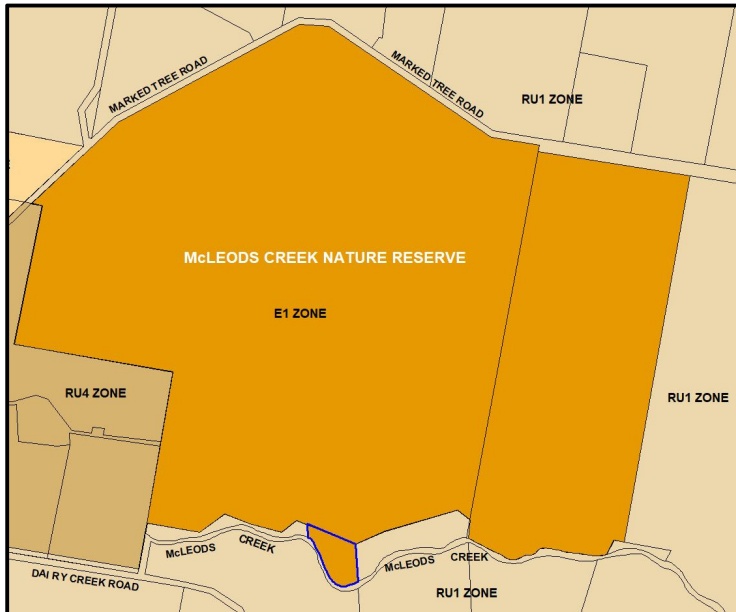 MARKED TREE ROAD
MARKED TREE ROAD
RU1 ZONE
McLEODS CREEK NATURE RESERVE
E1 ZONE
RU4 ZONE
RU1 ZONE
McLEODS CREEK
McLEODS CREEK
DAIRY CREEK ROAD
RU1 ZONE